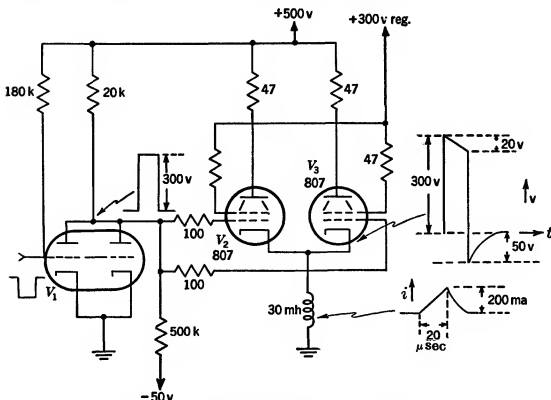 +500 v
+300 v reg.
180 k
20 k
47
47
47
300 v
V3
807
V2
807
100
100
V1
30 mh
500 k
−50 v
20 v
300 v
v
t
50 v
i
200 ma
20
μ sec